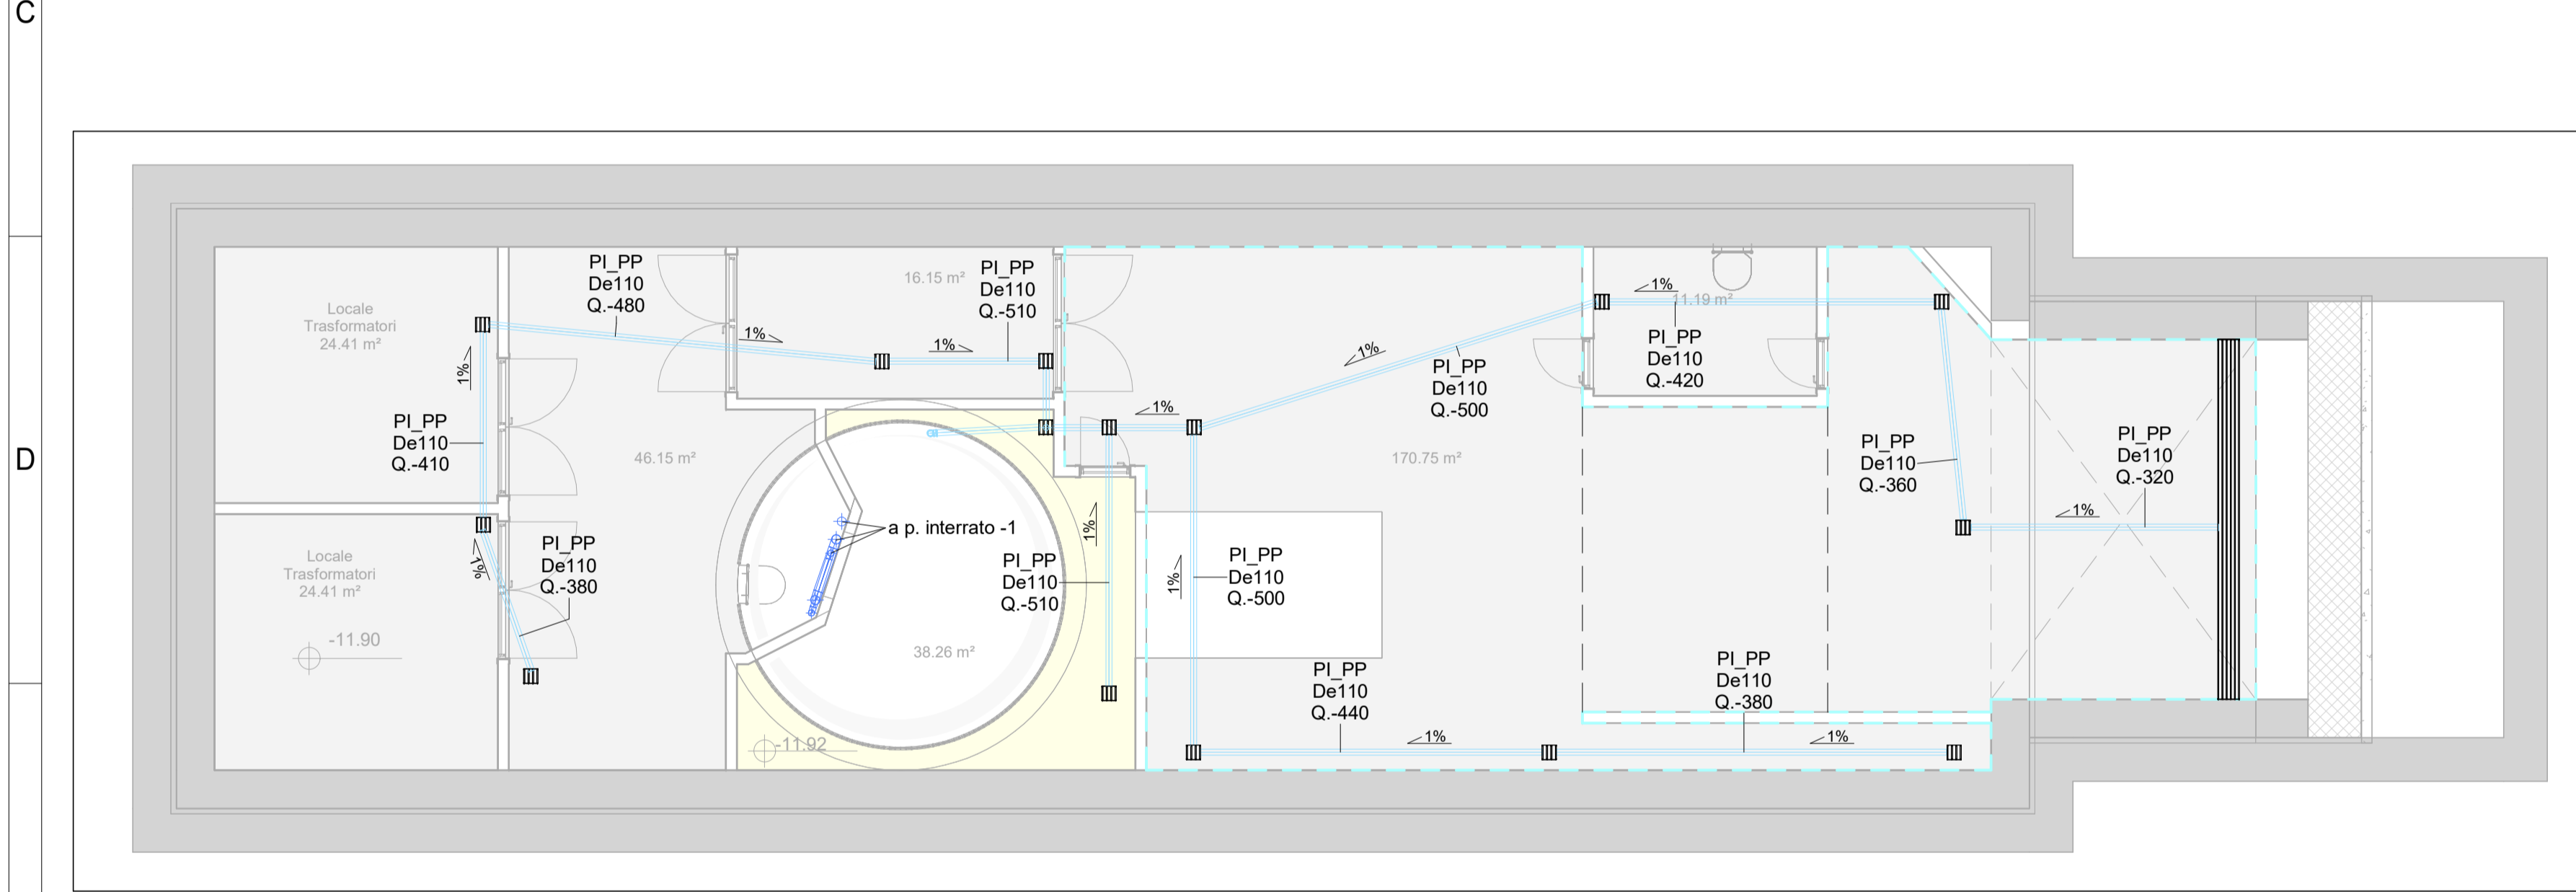 C
D
PI_PP
De110
Q.-480
16.15 m²
PI_PP
De110
Q.-510
1%
11.19 m²
PI_PP
De110
Q.-420
Locale
Trasformatori
24.41 m²
1%
1%
1%
1%
PI_PP
De110
Q.-500
PI_PP
De110
Q.-410
1%
46.15 m²
170.75 m²
PI_PP
De110
Q.-360
PI_PP
De110
Q.-320
1%
Locale
Trasformatori
24.41 m²
1%
PI_PP
De110
Q.-380
a p. interrato -1
1%
PI_PP
De110
Q.-510
1%
PI_PP
De110
Q.-500
-11.90
38.26 m²
PI_PP
De110
Q.-440
PI_PP
De110
Q.-380
-11.92
1%
1%